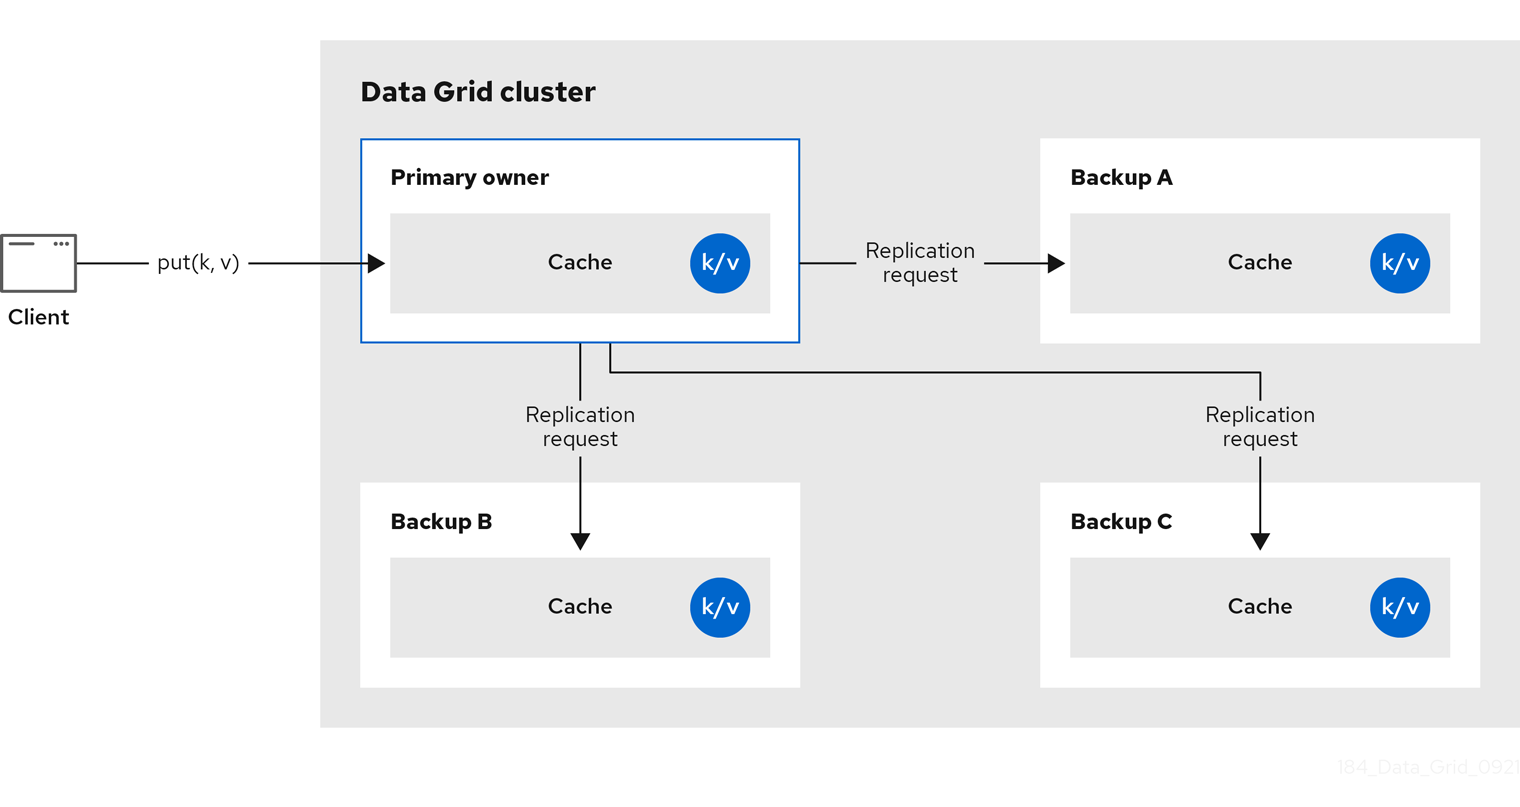 Data Grid cluster
Primary owner
Backup A
Cache
k/v
Replication
request
Cache
k/v
put(k, v)
Client
Replication
request
Replication
request
Backup B
Backup C
Cache
k/v
Cache
k/v
184_Data_Grid_0921